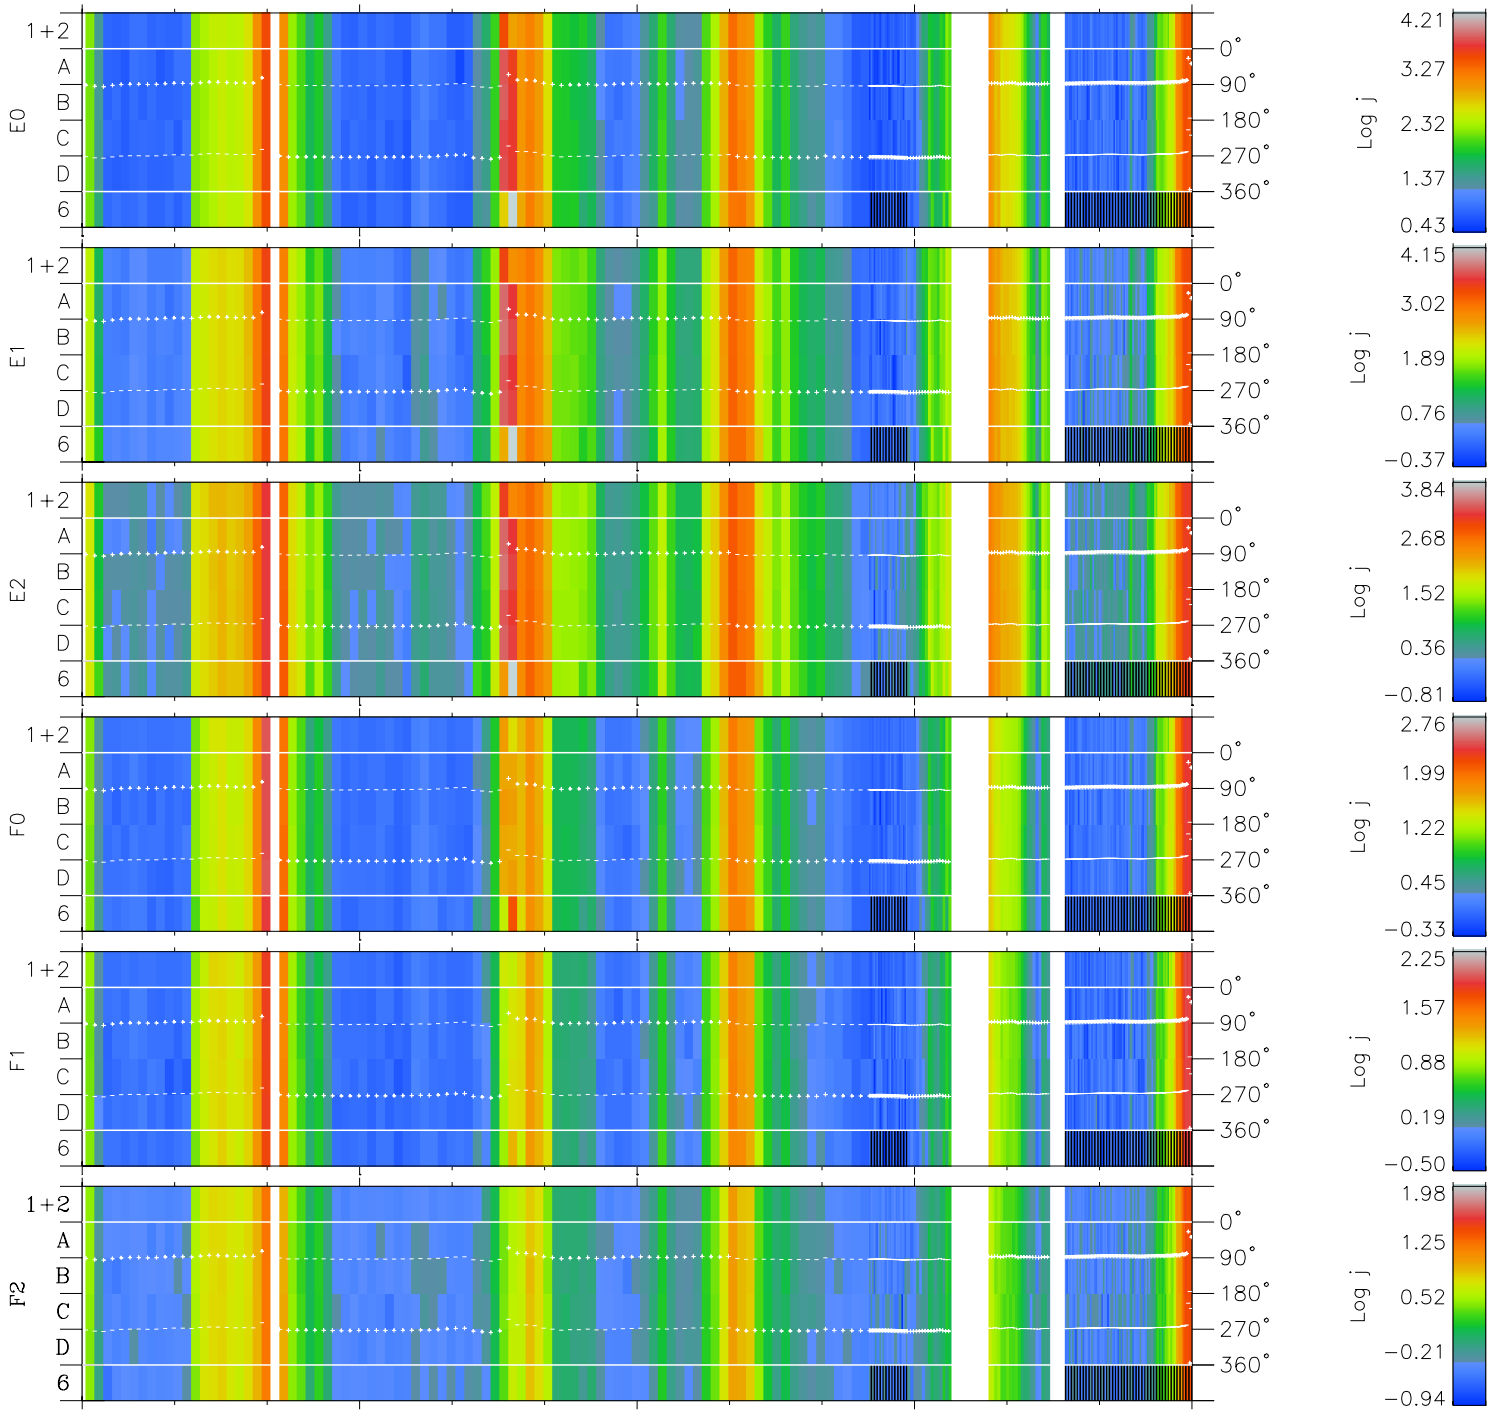 E0
1+2
A
B
C
D
6
0°
90°
180°
270°
360°
Log j
4.21
3.27
2.32
1.37
0.43
E1
1+2
A
B
C
D
6
0°
90°
180°
270°
360°
Log j
4.15
3.02
1.89
0.76
−0.37
E2
1+2
A
B
C
D
6
0°
90°
180°
270°
360°
Log j
3.84
2.68
1.52
0.36
−0.81
F0
1+2
A
B
C
D
6
0°
90°
180°
270°
360°
Log j
2.76
1.99
1.22
0.45
−0.33
F1
1+2
A
B
C
D
6
0°
90°
180°
270°
360°
Log j
2.25
1.57
0.88
0.19
−0.50
F2
1+2
A
B
C
D
6
0°
90°
180°
270°
360°
Log j
1.98
1.25
0.52
−0.21
−0.94